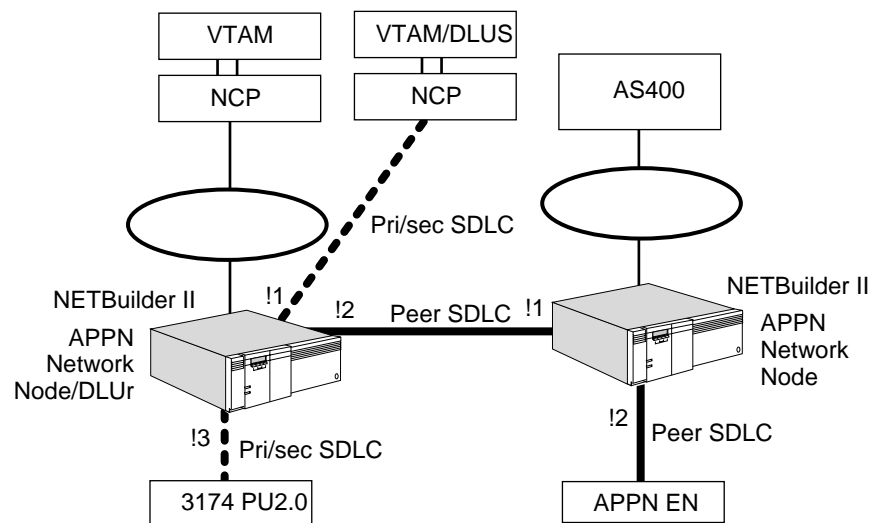 VTAM
VTAM/DLUS
NCP
NCP
AS400
Pri/sec SDLC
NETBuilder II
!1
!2
Peer SDLC
!1
NETBuilder II
APPN
Network
Node/DLUr
APPN
Network
Node
!3
Pri/sec SDLC
!2
Peer SDLC
3174 PU2.0
APPN EN